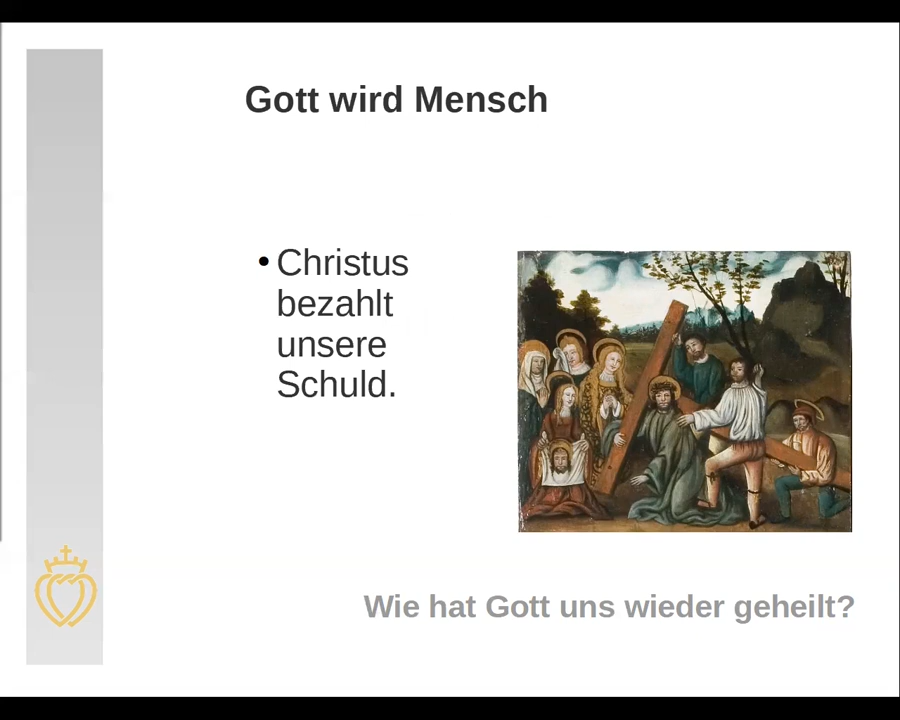 Gott wird Mensch
• Christus
bezahlt
unsere
Schuld.
Wie hat Gott uns wieder geheilt?